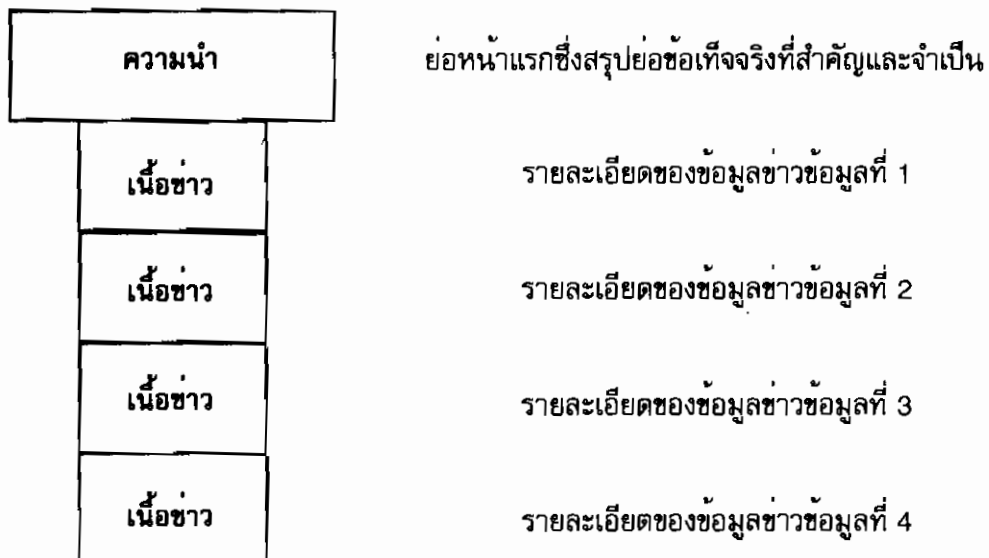 ความนำ ย่อหน้าแรกซึ่งสรุปย่อข้อเท็จจริงที่สำคัญและจำเป็น
เนื้อข่าว รายละเอียดของข้อมูลข่าวข้อมูลที่ 1
เนื้อข่าว รายละเอียดของข้อมูลข่าวข้อมูลที่ 2
เนื้อข่าว รายละเอียดของข้อมูลข่าวข้อมูลที่ 3
เนื้อข่าว รายละเอียดของข้อมูลข่าวข้อมูลที่ 4